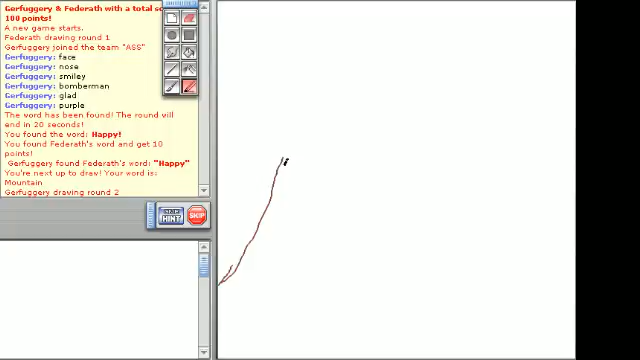 Gerfuggery & Federath with a total sc
100 points!
A new game starts.
Federath drawing round 1
Gerfuggery joined the team "ASS"
Gerfuggery: face
Gerfuggery: nose
Gerfuggery: smiley
Gerfuggery: bomberman
Gerfuggery: glad
Gerfuggery: purple
The word has been found! The round will
end in 20 seconds!
You found the word: Happy!
You found Federath's word and get 10
points!
Gerfuggery found Federath's word: "Happy"
You're next up to draw! Your word is:
Mountain
Gerfuggery drawing round 2
HINT
SKIP